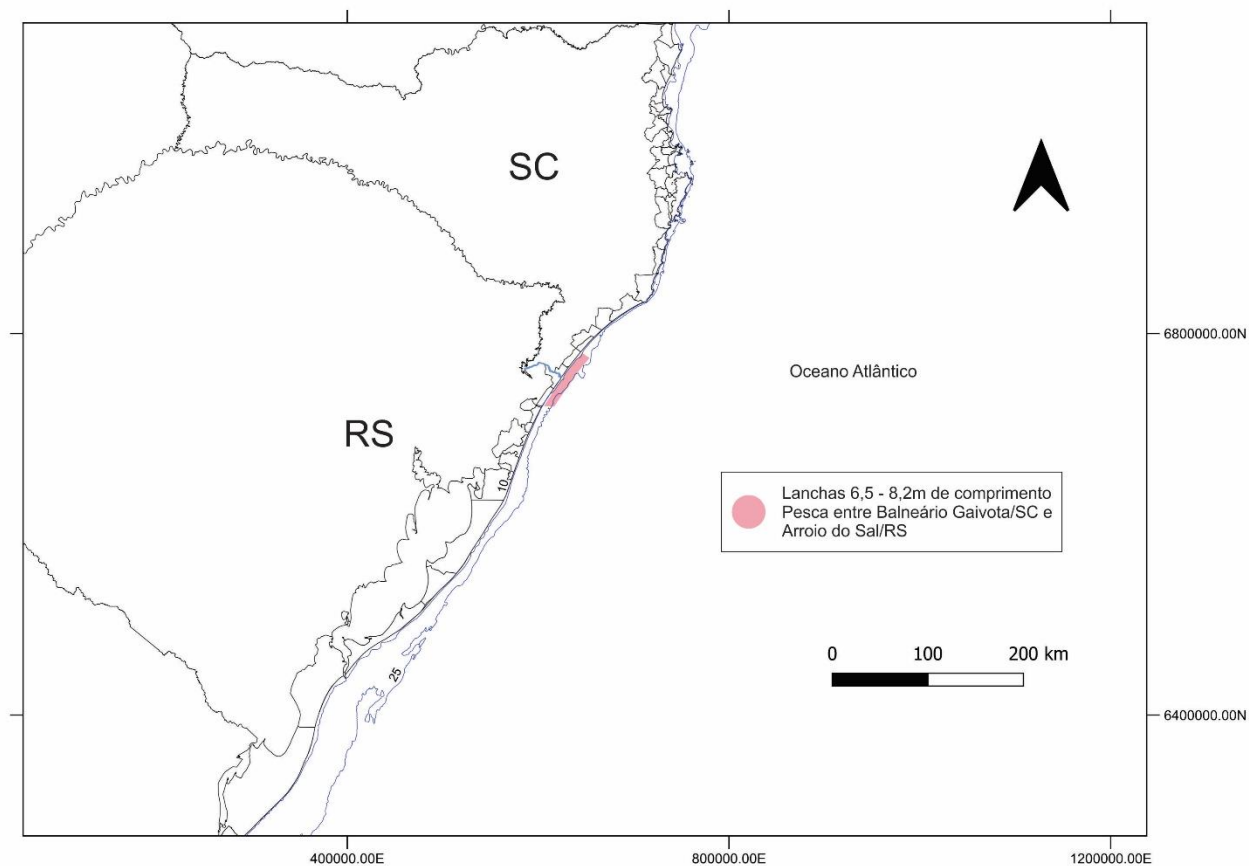 SC
6800000.00N
Oceano Atlântico
RS
10
Lanchas 6,5 - 8,2m de comprimento
Pesca entre Balneário Gaivota/SC e
Arroio do Sal/RS
0 100 200 km
25
6400000.00N
400000.00E 800000.00E 1200000.00E